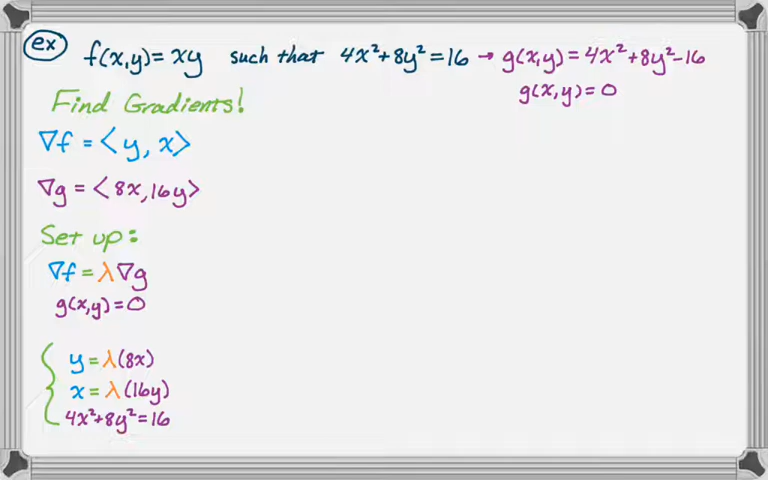 ex f(x,y)= xy such that 4x²+8y²=16 → g(x,y)=4x²+8y²-16
g(x,y)=0
Find Gradients!
∇f = <y, x>
∇g = <8x,16y>
Set up:
∇f = λ∇g
g(x,y)=0
y = λ(8x)
x = λ(16y)
4x²+8y²=16